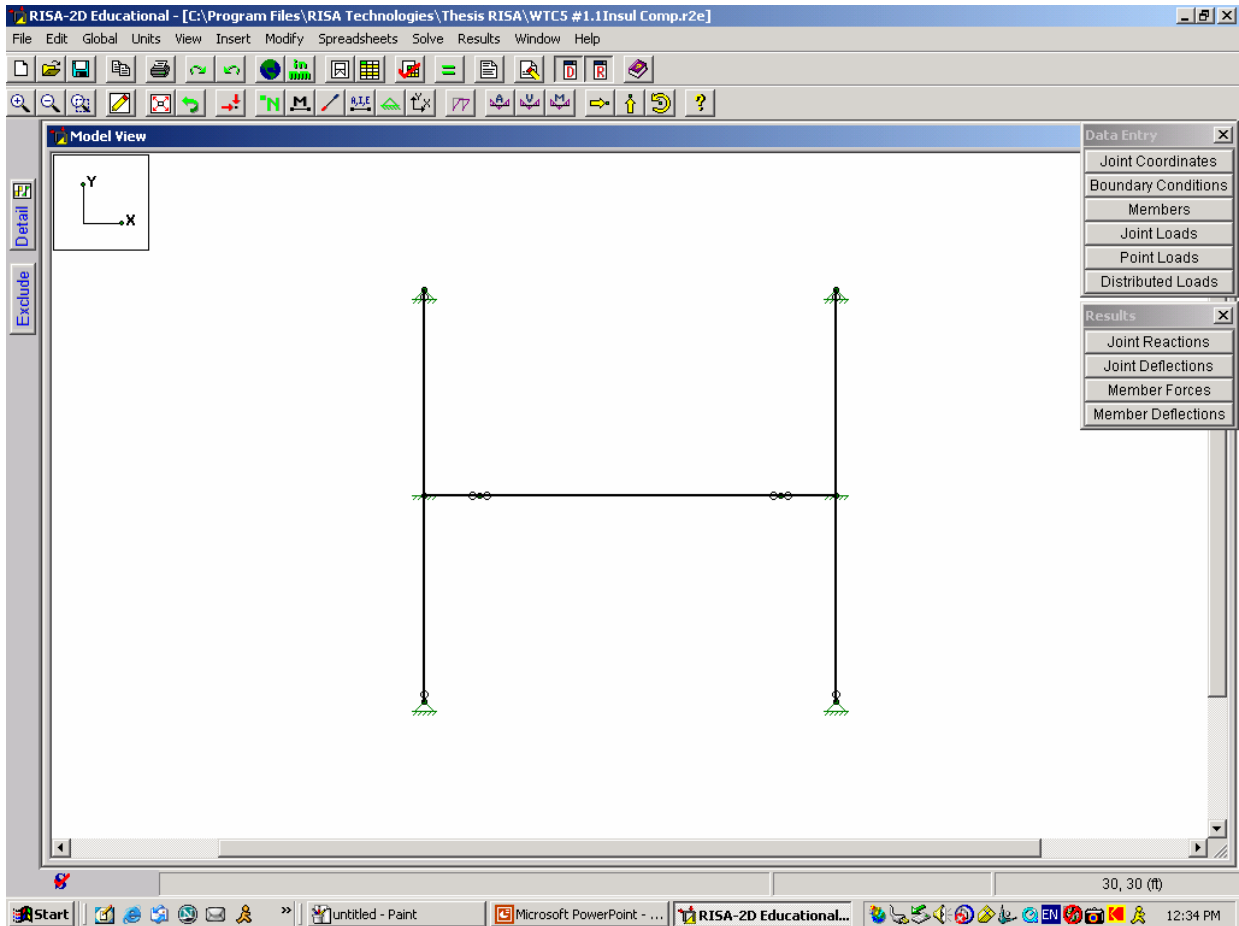 RISA-2D Educational - [C:\Program Files\RISA Technologies\Thesis RISA\WTC5 #1.1Insul Comp.r2e]
File Edit Global Units View Insert Modify Spreadsheets Solve Results Window Help
in
mm
D R
N M A,I,E Y X A V M ?
Model View
Y
X
Detail
Exclude
Data Entry
Joint Coordinates
Boundary Conditions
Members
Joint Loads
Point Loads
Distributed Loads
Results
Joint Reactions
Joint Deflections
Member Forces
Member Deflections
S
30, 30 (ft)
Start » untitled - Paint Microsoft PowerPoint - ... RISA-2D Educational... EN 12:34 PM